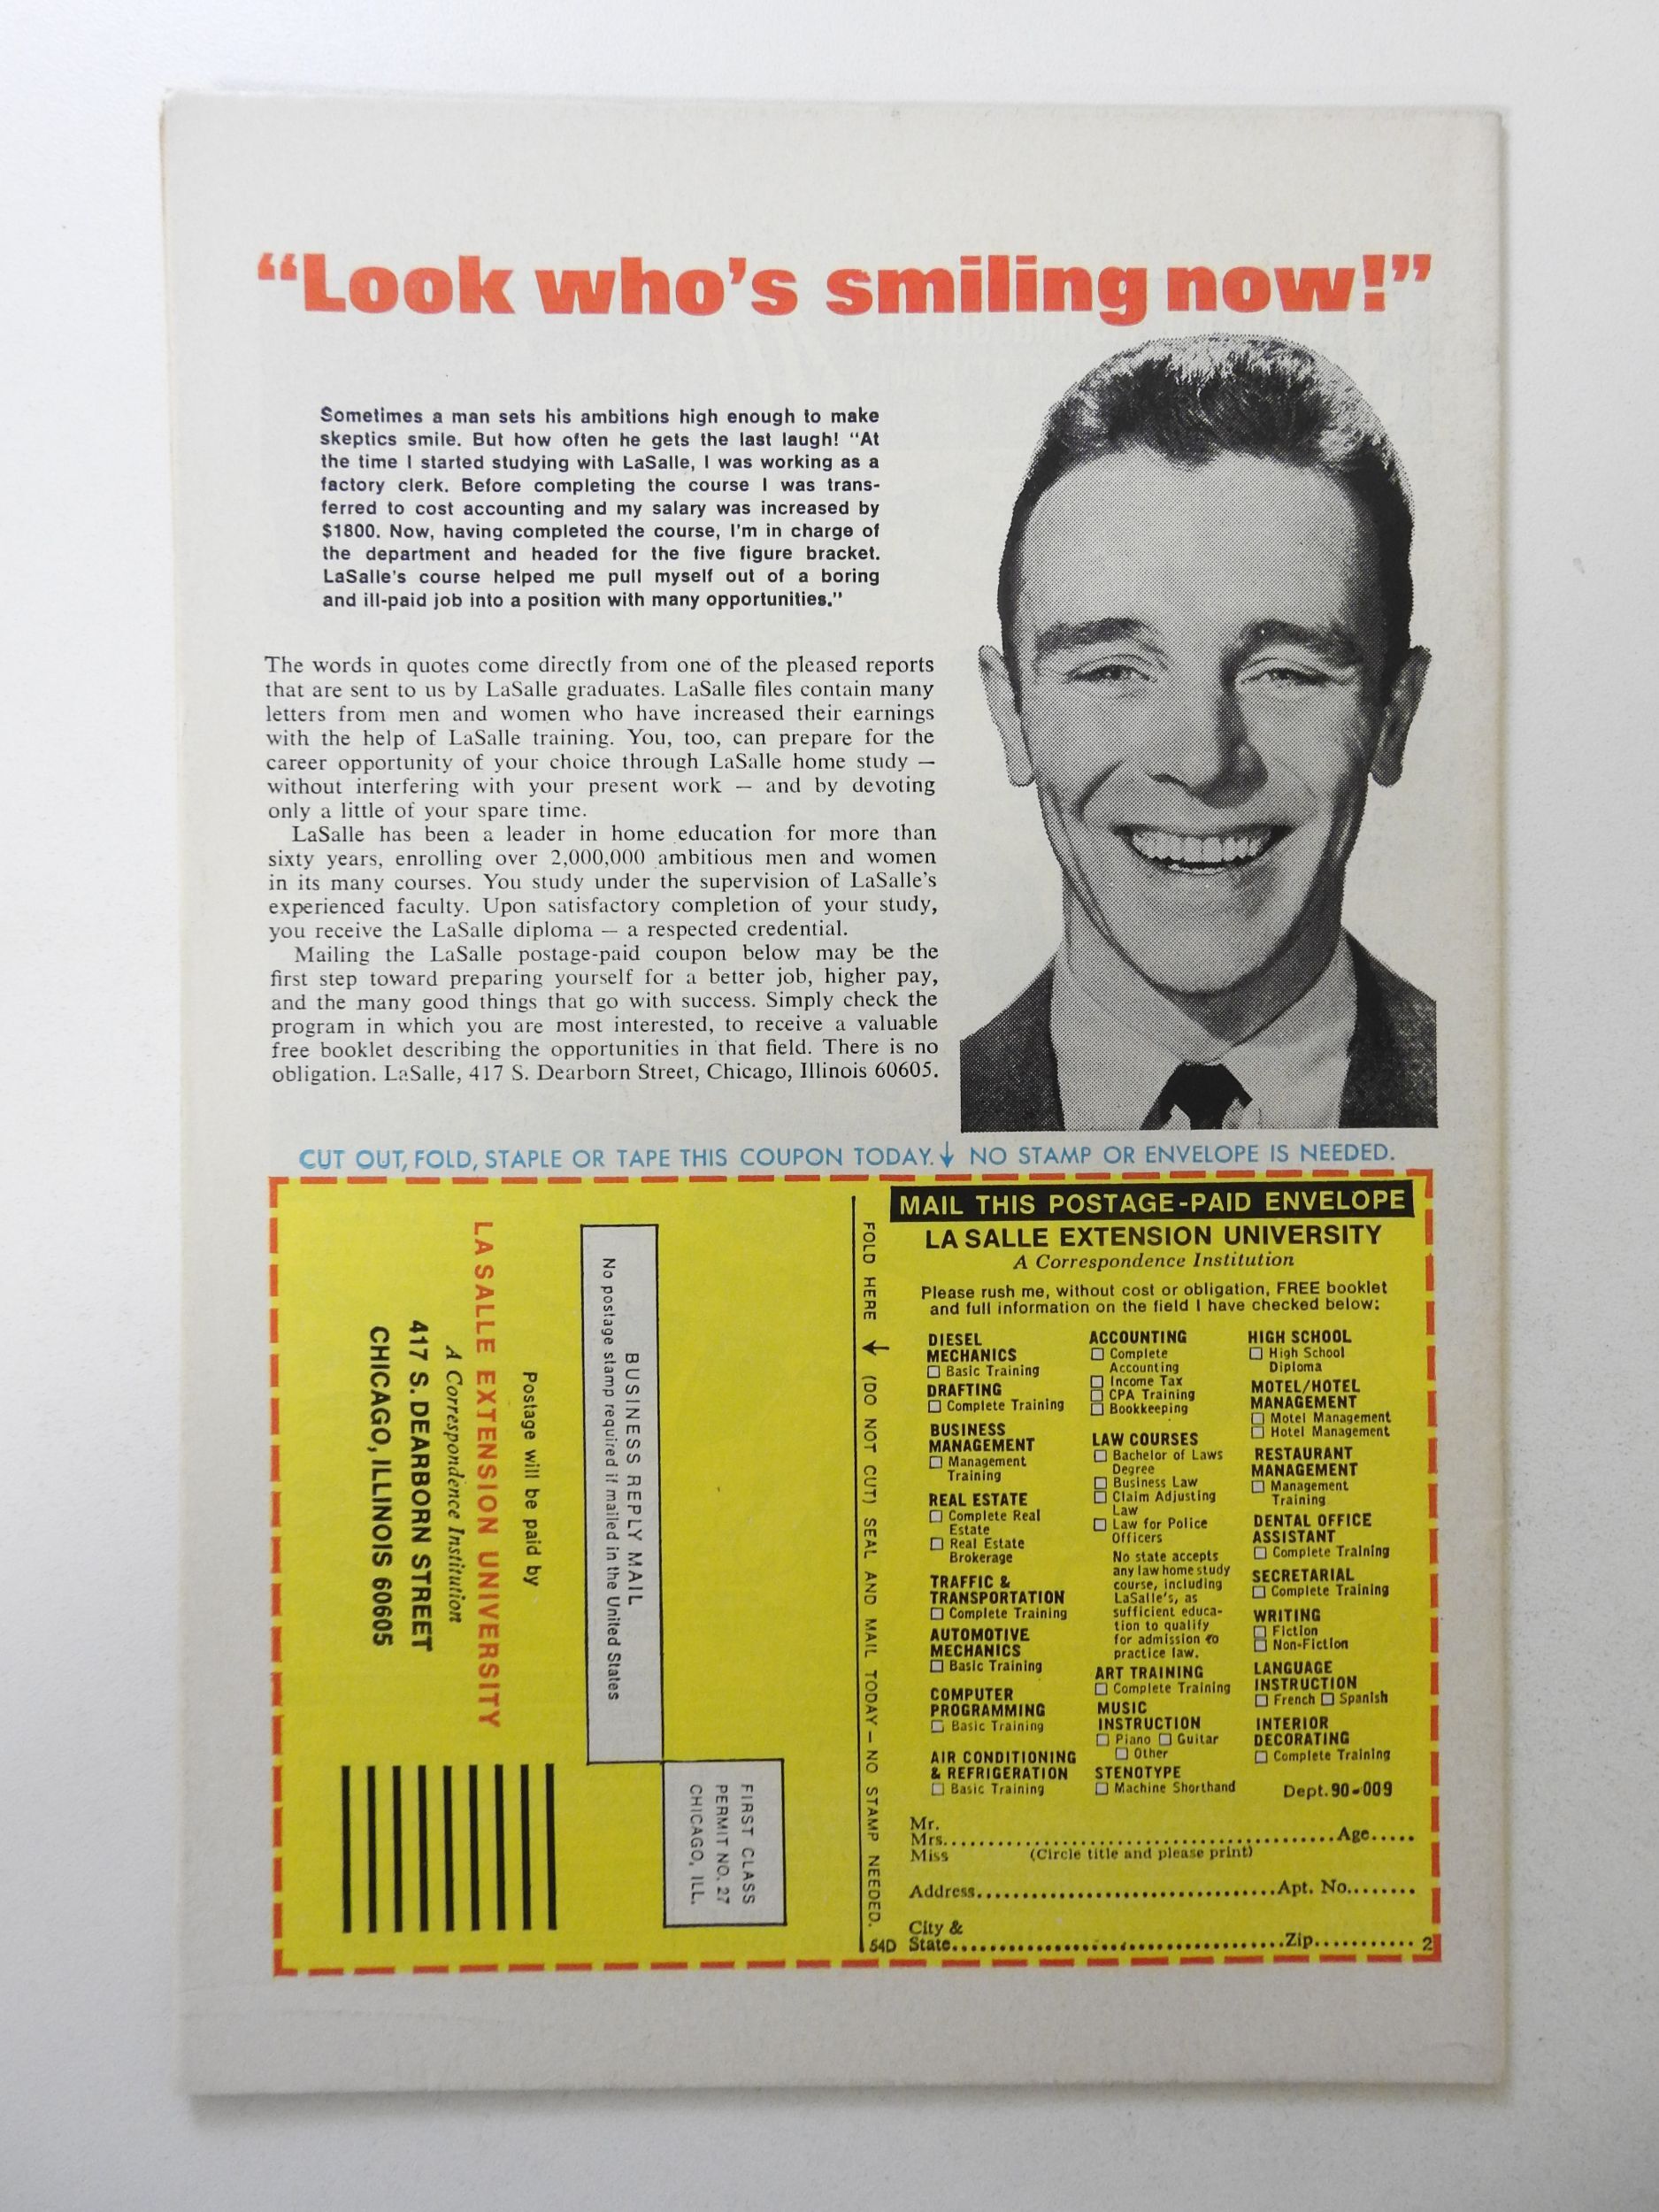 “Look who’s smiling now!”
Sometimes a man sets his ambitions high enough to make
skeptics smile. But how often he gets the last laugh! “At
the time I started studying with LaSalle, I was working as a
factory clerk. Before completing the course I was trans-
ferred to cost accounting and my salary was increased by
$1800. Now, having completed the course, I’m in charge of
the department and headed for the five figure bracket.
LaSalle’s course helped me pull myself out of a boring
and ill-paid job into a position with many opportunities.”
The words in quotes come directly from one of the pleased reports
that are sent to us by LaSalle graduates. LaSalle files contain many
letters from men and women who have increased their earnings
with the help of LaSalle training. You, too, can prepare for the
career opportunity of your choice through LaSalle home study —
without interfering with your present work — and by devoting
only a little of your spare time.
LaSalle has been a leader in home education for more than
sixty years, enrolling over 2,000,000 ambitious men and women
in its many courses. You study under the supervision of LaSalle’s
experienced faculty. Upon satisfactory completion of your study,
you receive the LaSalle diploma — a respected credential.
Mailing the LaSalle postage-paid coupon below may be the
first step toward preparing yourself for a better job, higher pay,
and the many good things that go with success. Simply check the
program in which you are most interested, to receive a valuable
free booklet describing the opportunities in that field. There is no
obligation. LaSalle, 417 S. Dearborn Street, Chicago, Illinois 60605.
CUT OUT, FOLD, STAPLE OR TAPE THIS COUPON TODAY. NO STAMP OR ENVELOPE IS NEEDED.
FIRST CLASS
PERMIT NO. 27
CHICAGO, ILL.
BUSINESS REPLY MAIL
No postage stamp required if mailed in the United States
Postage will be paid by
LA SALLE EXTENSION UNIVERSITY
A Correspondence Institution
417 S. DEARBORN STREET
CHICAGO, ILLINOIS 60605
FOLD HERE (DO NOT CUT) SEAL AND MAIL TODAY — NO STAMP NEEDED.
MAIL THIS POSTAGE-PAID ENVELOPE
LA SALLE EXTENSION UNIVERSITY
A Correspondence Institution
Please rush me, without cost or obligation, FREE booklet
and full information on the field I have checked below:
DIESEL
MECHANICS
Basic Training
DRAFTING
Complete Training
BUSINESS
MANAGEMENT
Management
Training
REAL ESTATE
Complete Real
Estate
Real Estate
Brokerage
TRAFFIC &
TRANSPORTATION
Complete Training
AUTOMOTIVE
MECHANICS
Basic Training
COMPUTER
PROGRAMMING
Basic Training
AIR CONDITIONING
& REFRIGERATION
Basic Training
ACCOUNTING
Complete
Accounting
Income Tax
CPA Training
Bookkeeping
LAW COURSES
Bachelor of Laws
Degree
Business Law
Claim Adjusting
Law
Law for Police
Officers
No state accepts
any law home study
course, including
LaSalle’s, as
sufficient educa-
tion to qualify
for admission to
practice law.
ART TRAINING
Complete Training
MUSIC
INSTRUCTION
Piano Guitar
Other
STENOTYPE
Machine Shorthand
HIGH SCHOOL
High School
Diploma
MOTEL/HOTEL
MANAGEMENT
Motel Management
Hotel Management
RESTAURANT
MANAGEMENT
Management
Training
DENTAL OFFICE
ASSISTANT
Complete Training
SECRETARIAL
Complete Training
WRITING
Fiction
Non-Fiction
LANGUAGE
INSTRUCTION
French Spanish
INTERIOR
DECORATING
Complete Training
Dept. 90-009
Mr.
Mrs. Age
Miss (Circle title and please print)
Address Apt. No.
City &
54D State Zip 2